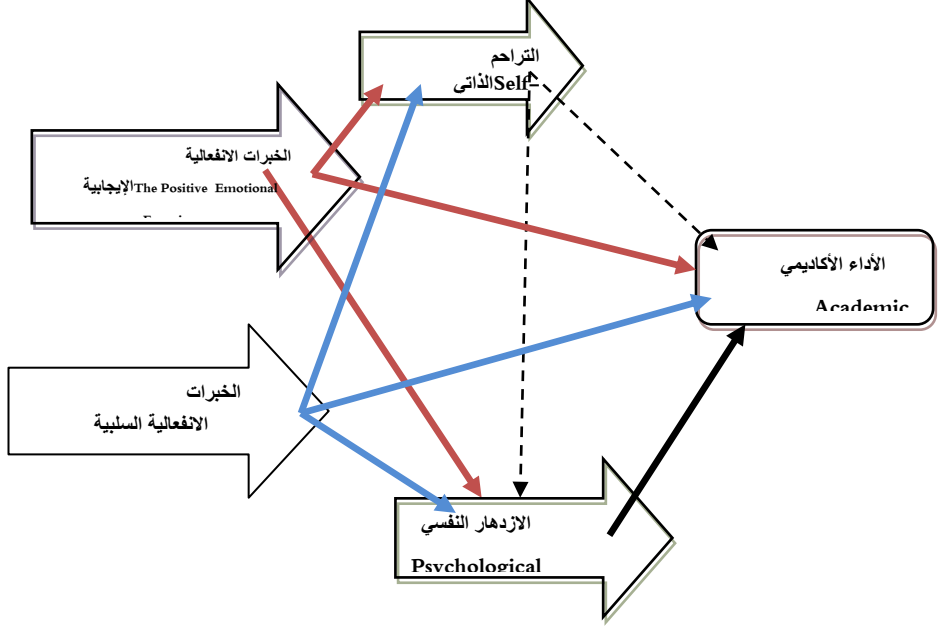 التراحم
الذاتي Self-
الخبرات الانفعالية
الإيجابية The Positive Emotional
الأداء الأكاديمي
Academic
الخبرات
الانفعالية السلبية
الازدهار النفسي
Psychological